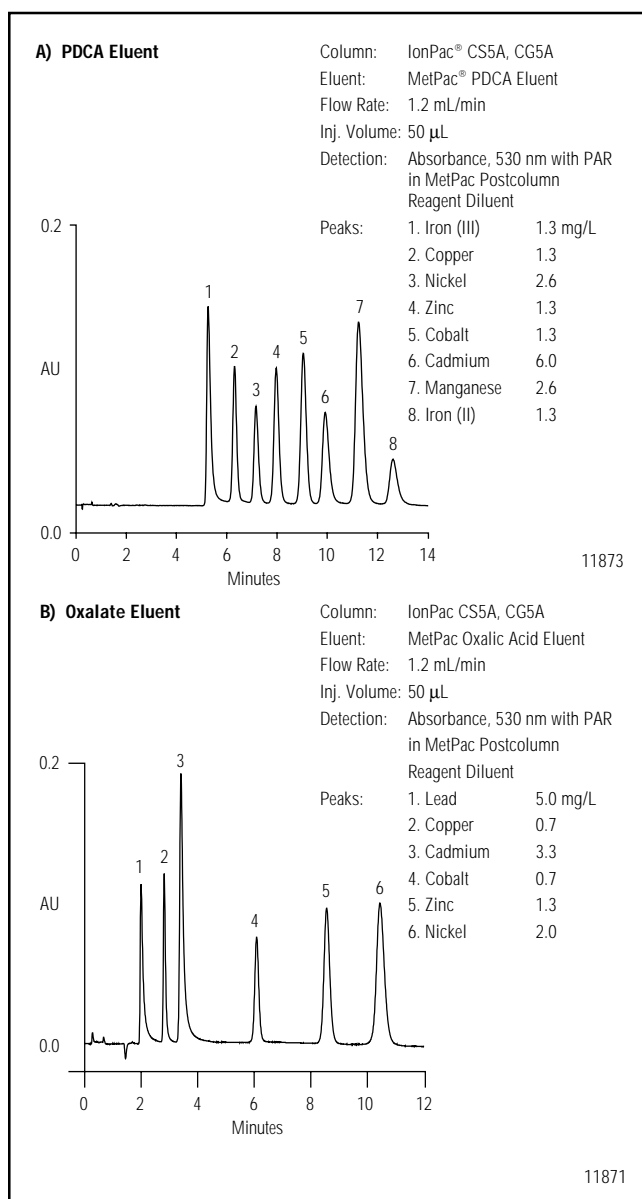 A) PDCA Eluent
Column: IonPac® CS5A, CG5A
Eluent: MetPac® PDCA Eluent
Flow Rate: 1.2 mL/min
Inj. Volume: 50 µL
Detection: Absorbance, 530 nm with PAR
in MetPac Postcolumn
Reagent Diluent
Peaks: 1. Iron (III) 1.3 mg/L
2. Copper 1.3
3. Nickel 2.6
4. Zinc 1.3
5. Cobalt 1.3
6. Cadmium 6.0
7. Manganese 2.6
8. Iron (II) 1.3
0.2
AU
0.0
1 2 3 4 5 6 7 8
0 2 4 6 8 10 12 14
Minutes
11873
B) Oxalate Eluent
Column: IonPac CS5A, CG5A
Eluent: MetPac Oxalic Acid Eluent
Flow Rate: 1.2 mL/min
Inj. Volume: 50 µL
Detection: Absorbance, 530 nm with PAR
in MetPac Postcolumn
Reagent Diluent
Peaks: 1. Lead 5.0 mg/L
2. Copper 0.7
3. Cadmium 3.3
4. Cobalt 0.7
5. Zinc 1.3
6. Nickel 2.0
0.2
AU
0.0
1 2 3 4 5 6
0 2 4 6 8 10 12
Minutes
11871